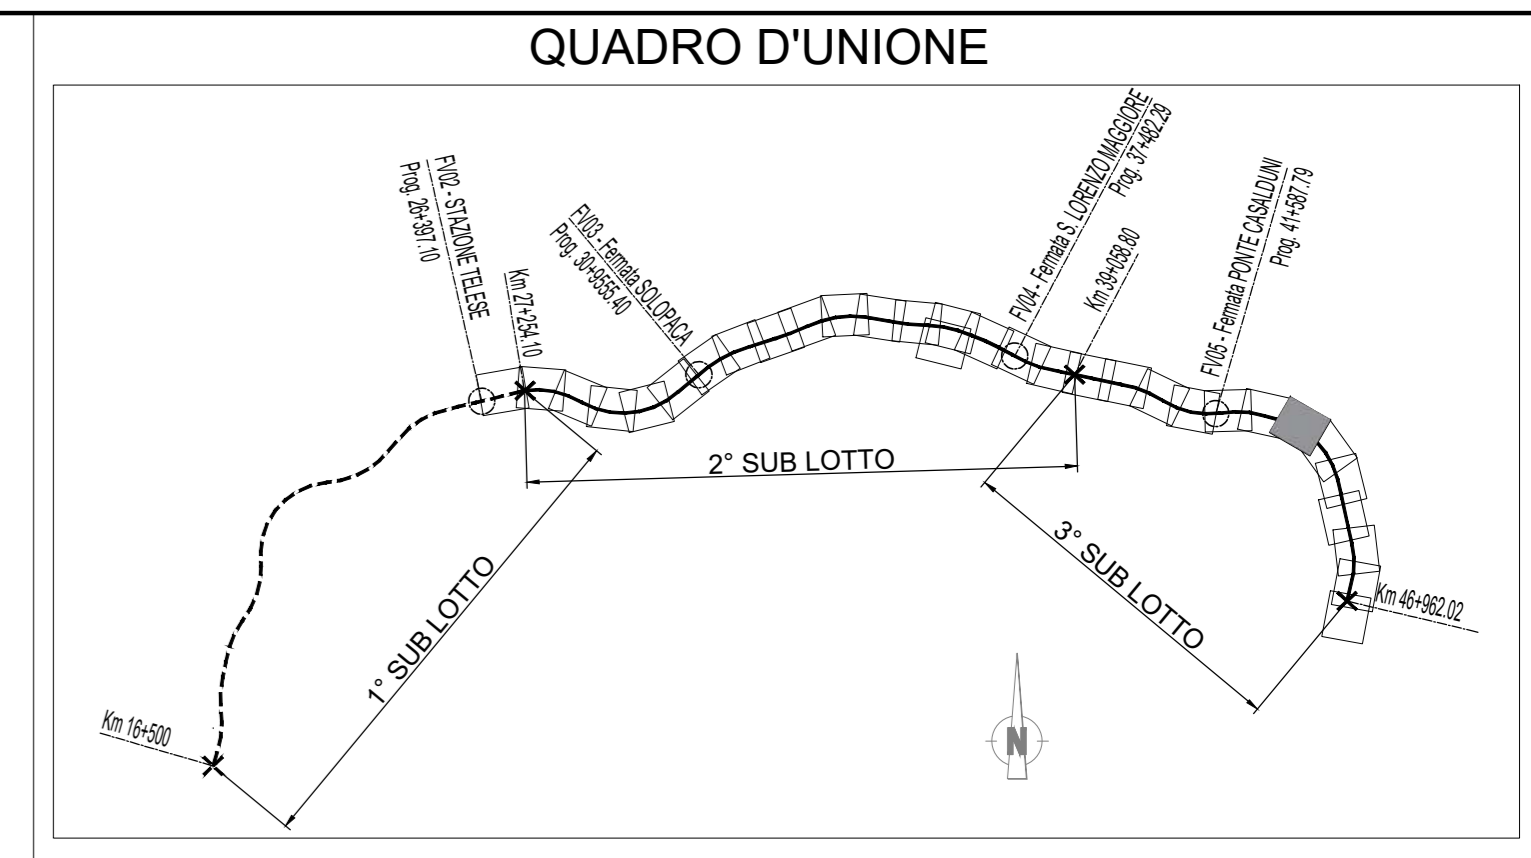 QUADRO D'UNIONE
FV02 - STAZIONE TELESE
Prog. 26+397.10
Km 27+254.10
FV03 - Fermata SOLOPACA
Prog. 30+9555.40
FV04 - Fermata S. LORENZO MAGGIORE
Prog. 37+482.29
Km 39+058.80
FV05 - Fermata PONTE CASALDUNI
Prog. 41+587.79
2° SUB LOTTO
1° SUB LOTTO
3° SUB LOTTO
Km 46+962.02
Km 16+500
N